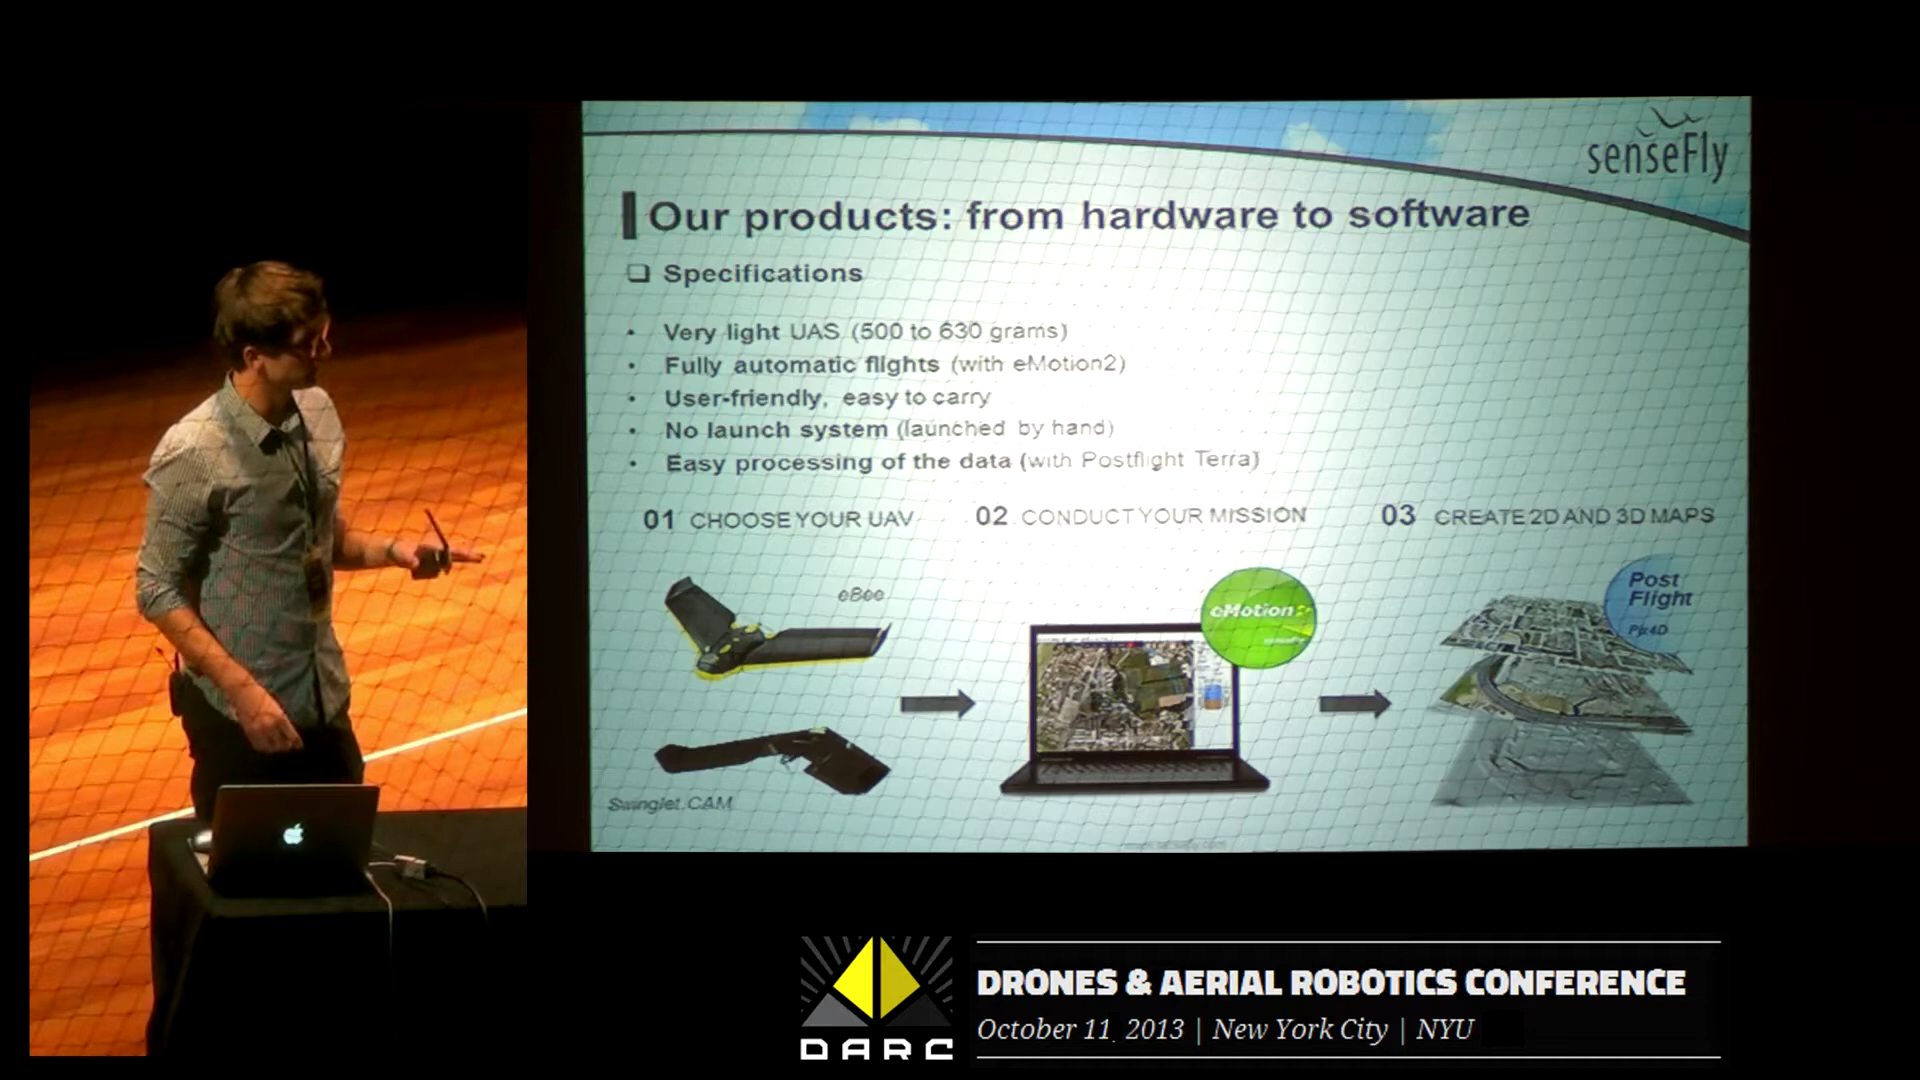 senseFly
Our products: from hardware to software
Specifications
• Very light UAS (500 to 630 grams)
• Fully automatic flights (with eMotion2)
• User-friendly, easy to carry
• No launch system (launched by hand)
• Easy processing of the data (with Postflight Terra)
01 CHOOSE YOUR UAV
02 CONDUCT YOUR MISSION
03 CREATE 2D AND 3D MAPS
eBee
eMotion2
Post
Flight
Pix4D
Swinglet CAM
DARC
DRONES & AERIAL ROBOTICS CONFERENCE
October 11, 2013 | New York City | NYU